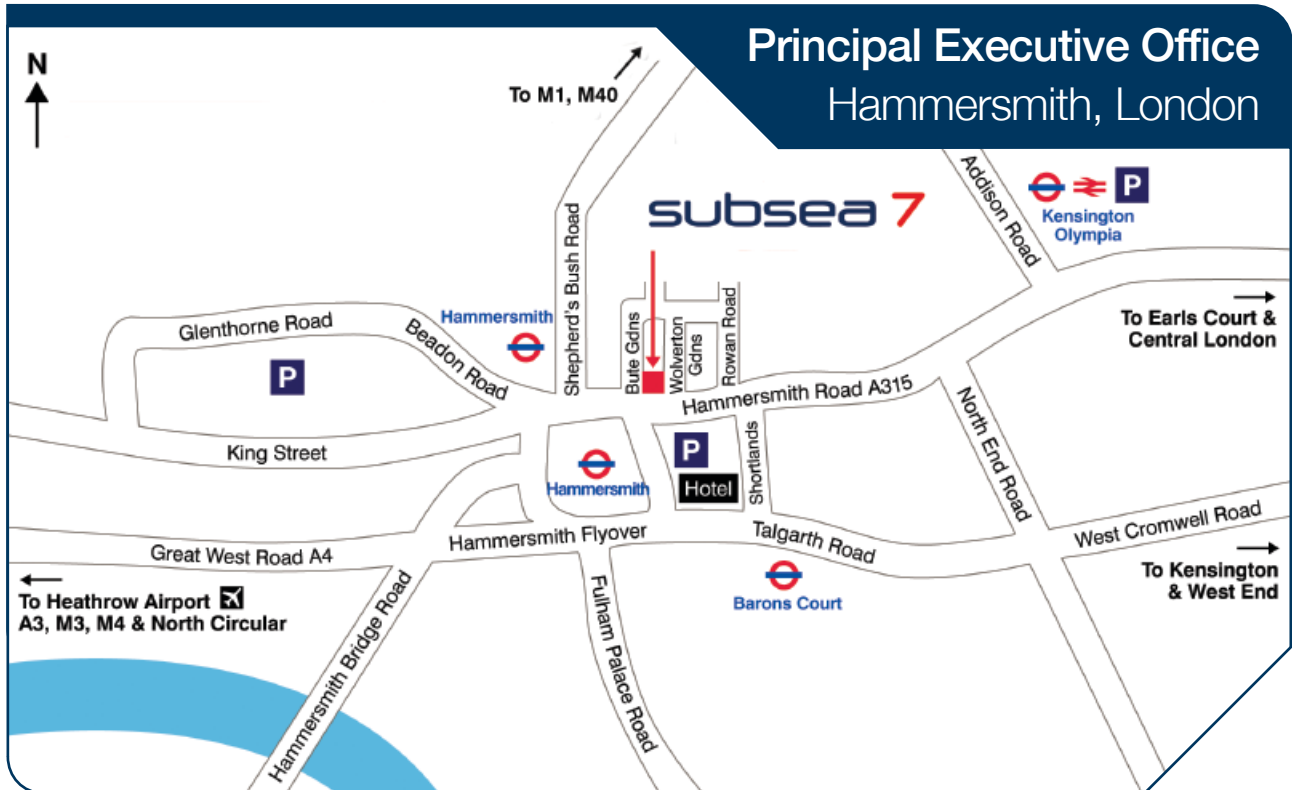 Principal Executive Office
Hammersmith, London
N
To M1, M40
subsea 7
Addison Road
P
Kensington
Olympia
Shepherd's Bush Road
Glenthorne Road
Beadon Road
Hammersmith
Bute Gdns
Wolverton
Gdns
Rowan Road
To Earls Court &
Central London
P
Hammersmith Road A315
King Street
North End Road
P
Hotel
Shortlands
Hammersmith
West Cromwell Road
Great West Road A4
Hammersmith Flyover
Talgarth Road
To Kensington
& West End
Barons Court
To Heathrow Airport
A3, M3, M4 & North Circular
Hammersmith Bridge Road
Fulham Palace Road